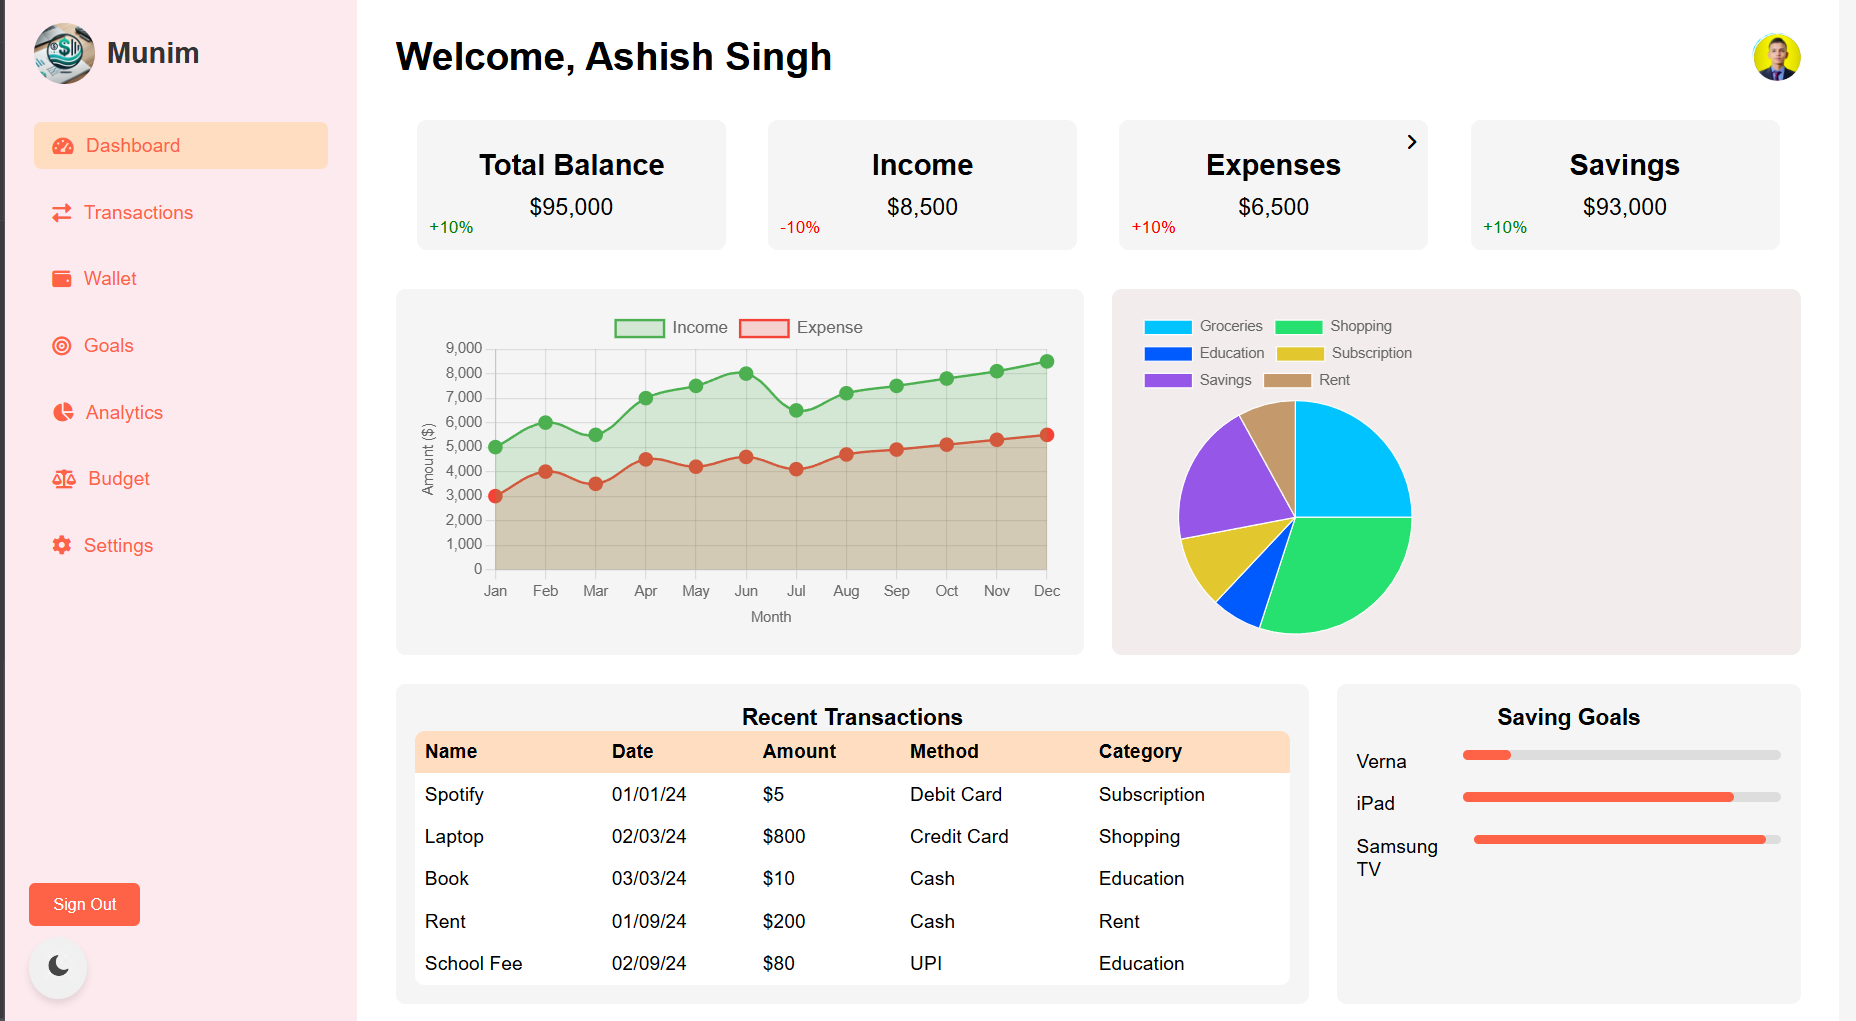 Munim
Dashboard
Transactions
Wallet
Goals
Analytics
Budget
Settings
Sign Out
Welcome, Ashish Singh
Total Balance
$95,000
+10%
Income
$8,500
-10%
Expenses
$6,500
+10%
Savings
$93,000
+10%
Income Expense
Amount ($)
9,000
8,000
7,000
6,000
5,000
4,000
3,000
2,000
1,000
0
Jan Feb Mar Apr May Jun Jul Aug Sep Oct Nov Dec
Month
Groceries Shopping
Education Subscription
Savings Rent
Recent Transactions
Name Date Amount Method Category
Spotify 01/01/24 $5 Debit Card Subscription
Laptop 02/03/24 $800 Credit Card Shopping
Book 03/03/24 $10 Cash Education
Rent 01/09/24 $200 Cash Rent
School Fee 02/09/24 $80 UPI Education
Saving Goals
Verna
iPad
Samsung
TV